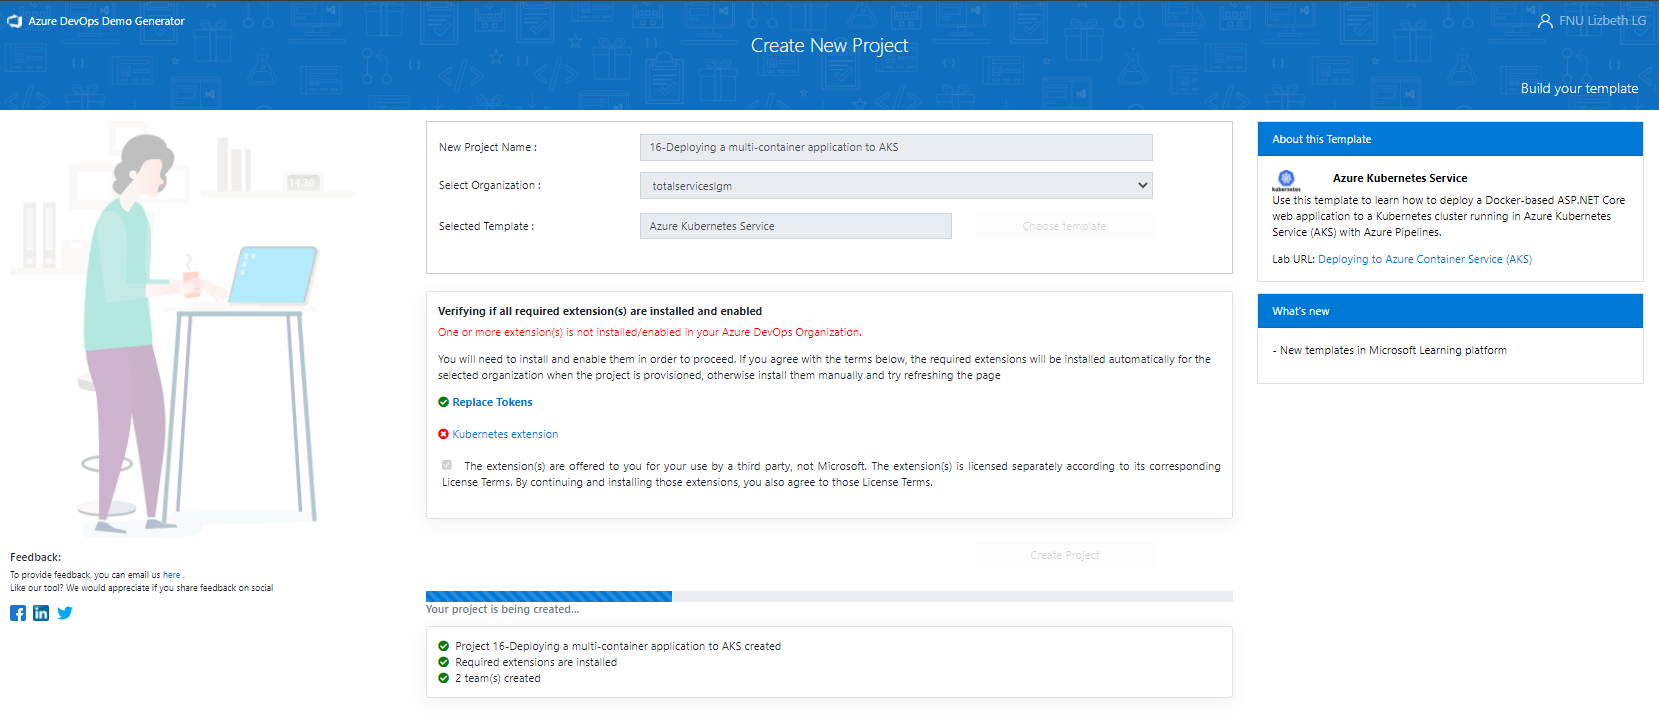 Azure DevOps Demo Generator
FNU Lizbeth LG
Create New Project
Build your template
14:30
New Project Name :
16-Deploying a multi-container application to AKS
Select Organization :
totalserviceslgm
Selected Template :
Azure Kubernetes Service
Choose template
Verifying if all required extension(s) are installed and enabled
One or more extension(s) is not installed/enabled in your Azure DevOps Organization.
You will need to install and enable them in order to proceed. If you agree with the terms below, the required extensions will be installed automatically for the
selected organization when the project is provisioned, otherwise install them manually and try refreshing the page
Replace Tokens
Kubernetes extension
The extension(s) are offered to you for your use by a third party, not Microsoft. The extension(s) is licensed separately according to its corresponding
License Terms. By continuing and installing those extensions, you also agree to those License Terms.
Create Project
Your project is being created...
Project 16-Deploying a multi-container application to AKS created
Required extensions are installed
2 team(s) created
About this Template
kubernetes
Azure Kubernetes Service
Use this template to learn how to deploy a Docker-based ASP.NET Core
web application to a Kubernetes cluster running in Azure Kubernetes
Service (AKS) with Azure Pipelines.
Lab URL: Deploying to Azure Container Service (AKS)
What's new
- New templates in Microsoft Learning platform
Feedback:
To provide feedback, you can email us here .
Like our tool? We would appreciate if you share feedback on social